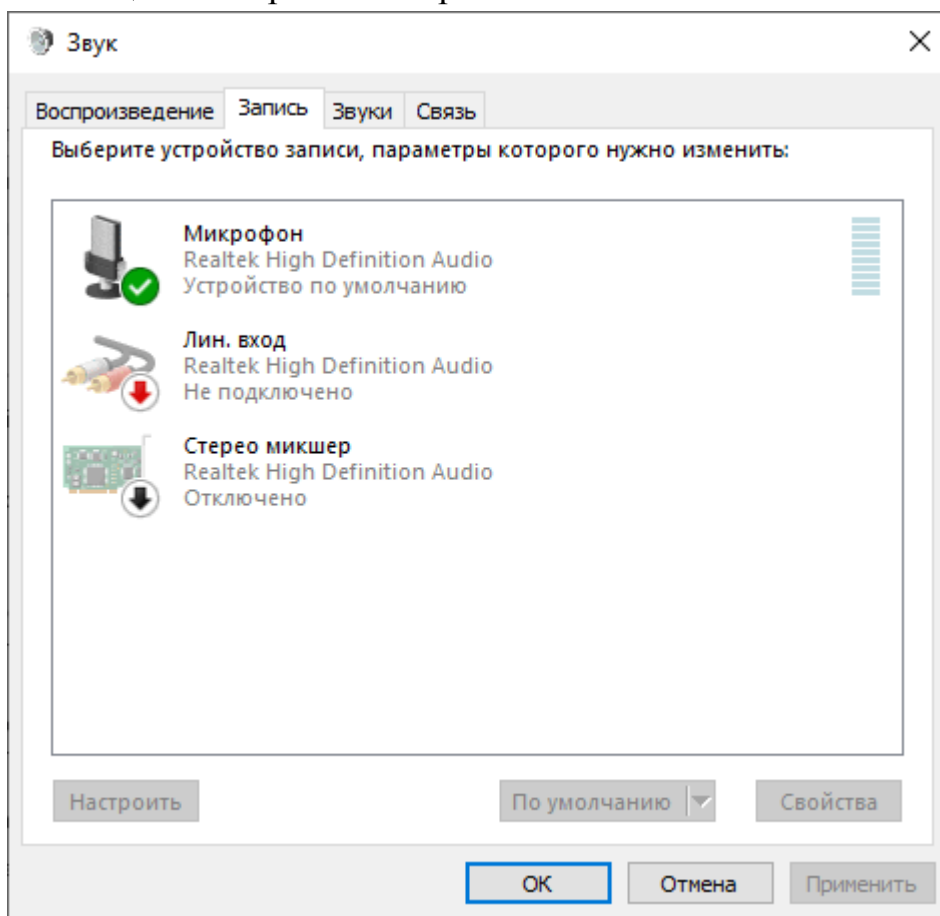 Звук
Воспроизведение Запись Звуки Связь
Выберите устройство записи, параметры которого нужно изменить:
Микрофон
Realtek High Definition Audio
Устройство по умолчанию
Лин. вход
Realtek High Definition Audio
Не подключено
Стерео микшер
Realtek High Definition Audio
Отключено
Настроить По умолчанию Свойства
ОК Отмена Применить